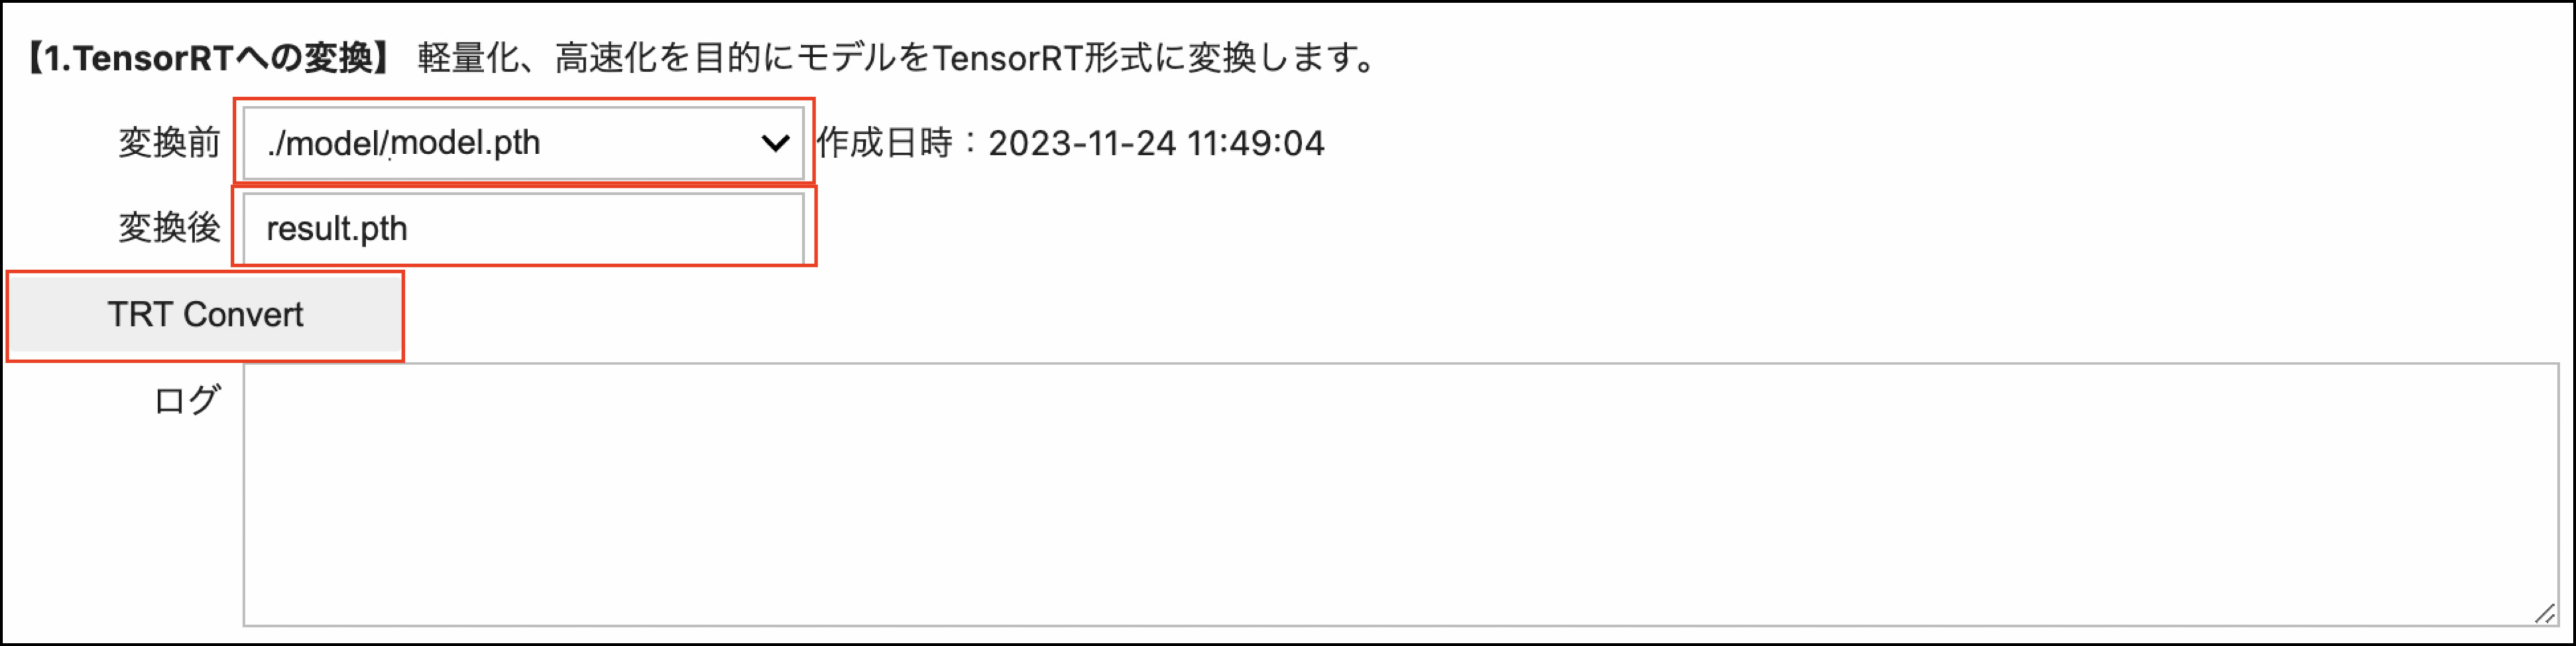 【1.TensorRTへの変換】 軽量化、高速化を目的にモデルをTensorRT形式に変換します。
変換前 ./model/model.pth 作成日時：2023-11-24 11:49:04
変換後 result.pth
TRT Convert
ログ